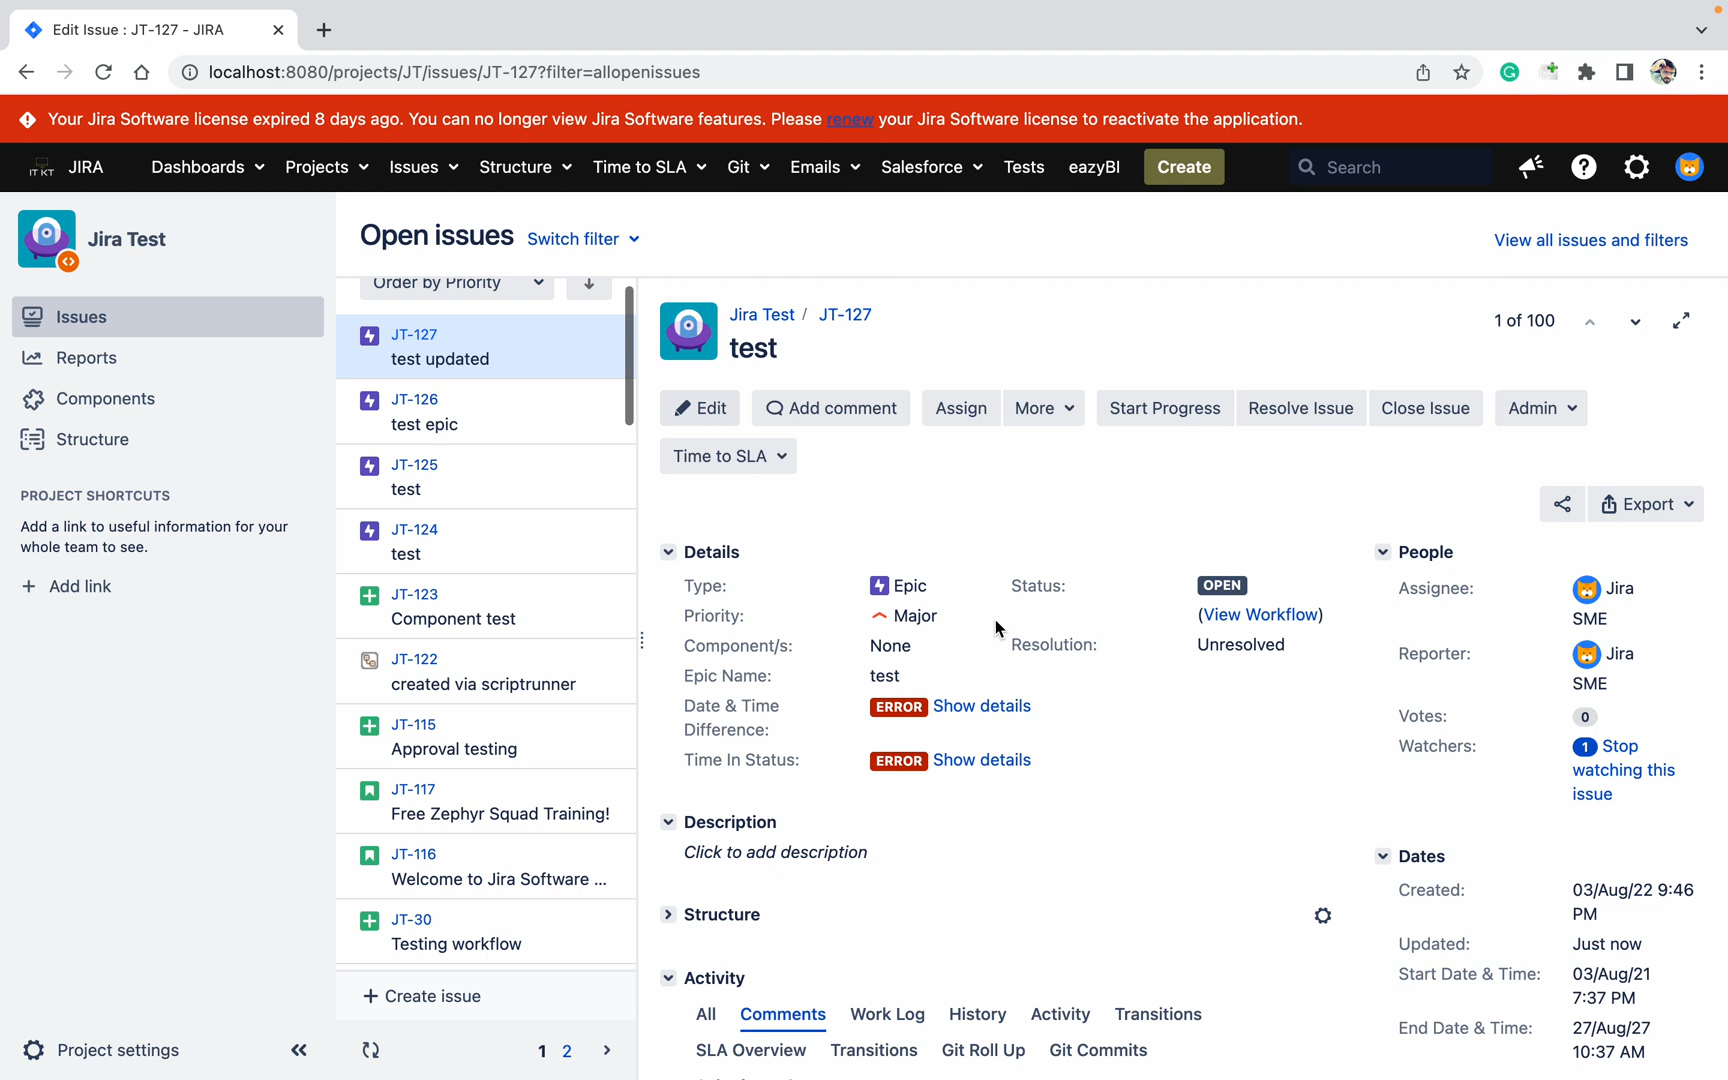 Edit Issue : JT-127 - JIRA
localhost:8080/projects/JT/issues/JT-127?filter=allopenissues
Your Jira Software license expired 8 days ago. You can no longer view Jira Software features. Please renew your Jira Software license to reactivate the application.
IT KT JIRA Dashboards Projects Issues Structure Time to SLA Git Emails Salesforce Tests eazyBI Create Search
Jira Test
Issues
Reports
Components
Structure
PROJECT SHORTCUTS
Add a link to useful information for your
whole team to see.
+ Add link
Project settings
Open issues Switch filter
View all issues and filters
Order by Priority
JT-127
test updated
JT-126
test epic
JT-125
test
JT-124
test
JT-123
Component test
JT-122
created via scriptrunner
JT-115
Approval testing
JT-117
Free Zephyr Squad Training!
JT-116
Welcome to Jira Software ...
JT-30
Testing workflow
+ Create issue
1 2
Jira Test / JT-127
test
1 of 100
Edit Add comment Assign More Start Progress Resolve Issue Close Issue Admin
Time to SLA
Export
Details
Type: Epic
Status: OPEN
(View Workflow)
Priority: Major
Component/s: None
Resolution: Unresolved
Epic Name: test
Date & Time
Difference: ERROR Show details
Time In Status: ERROR Show details
Description
Click to add description
Structure
Activity
All Comments Work Log History Activity Transitions
SLA Overview Transitions Git Roll Up Git Commits
People
Assignee: Jira
SME
Reporter: Jira
SME
Votes: 0
Watchers: 1 Stop
watching this
issue
Dates
Created: 03/Aug/22 9:46
PM
Updated: Just now
Start Date & Time: 03/Aug/21
7:37 PM
End Date & Time: 27/Aug/27
10:37 AM